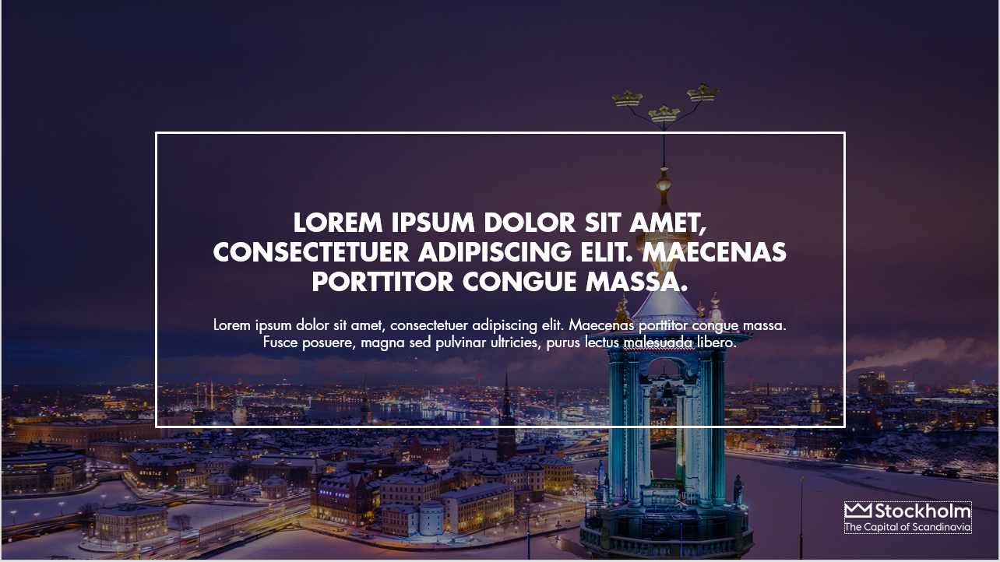 LOREM IPSUM DOLOR SIT AMET,
CONSECTETUER ADIPISCING ELIT. MAECENAS
PORTTITOR CONGUE MASSA.
Lorem ipsum dolor sit amet, consectetuer adipiscing elit. Maecenas porttitor congue massa.
Fusce posuere, magna sed pulvinar ultricies, purus lectus malesuada libero.
Stockholm
The Capital of Scandinavia